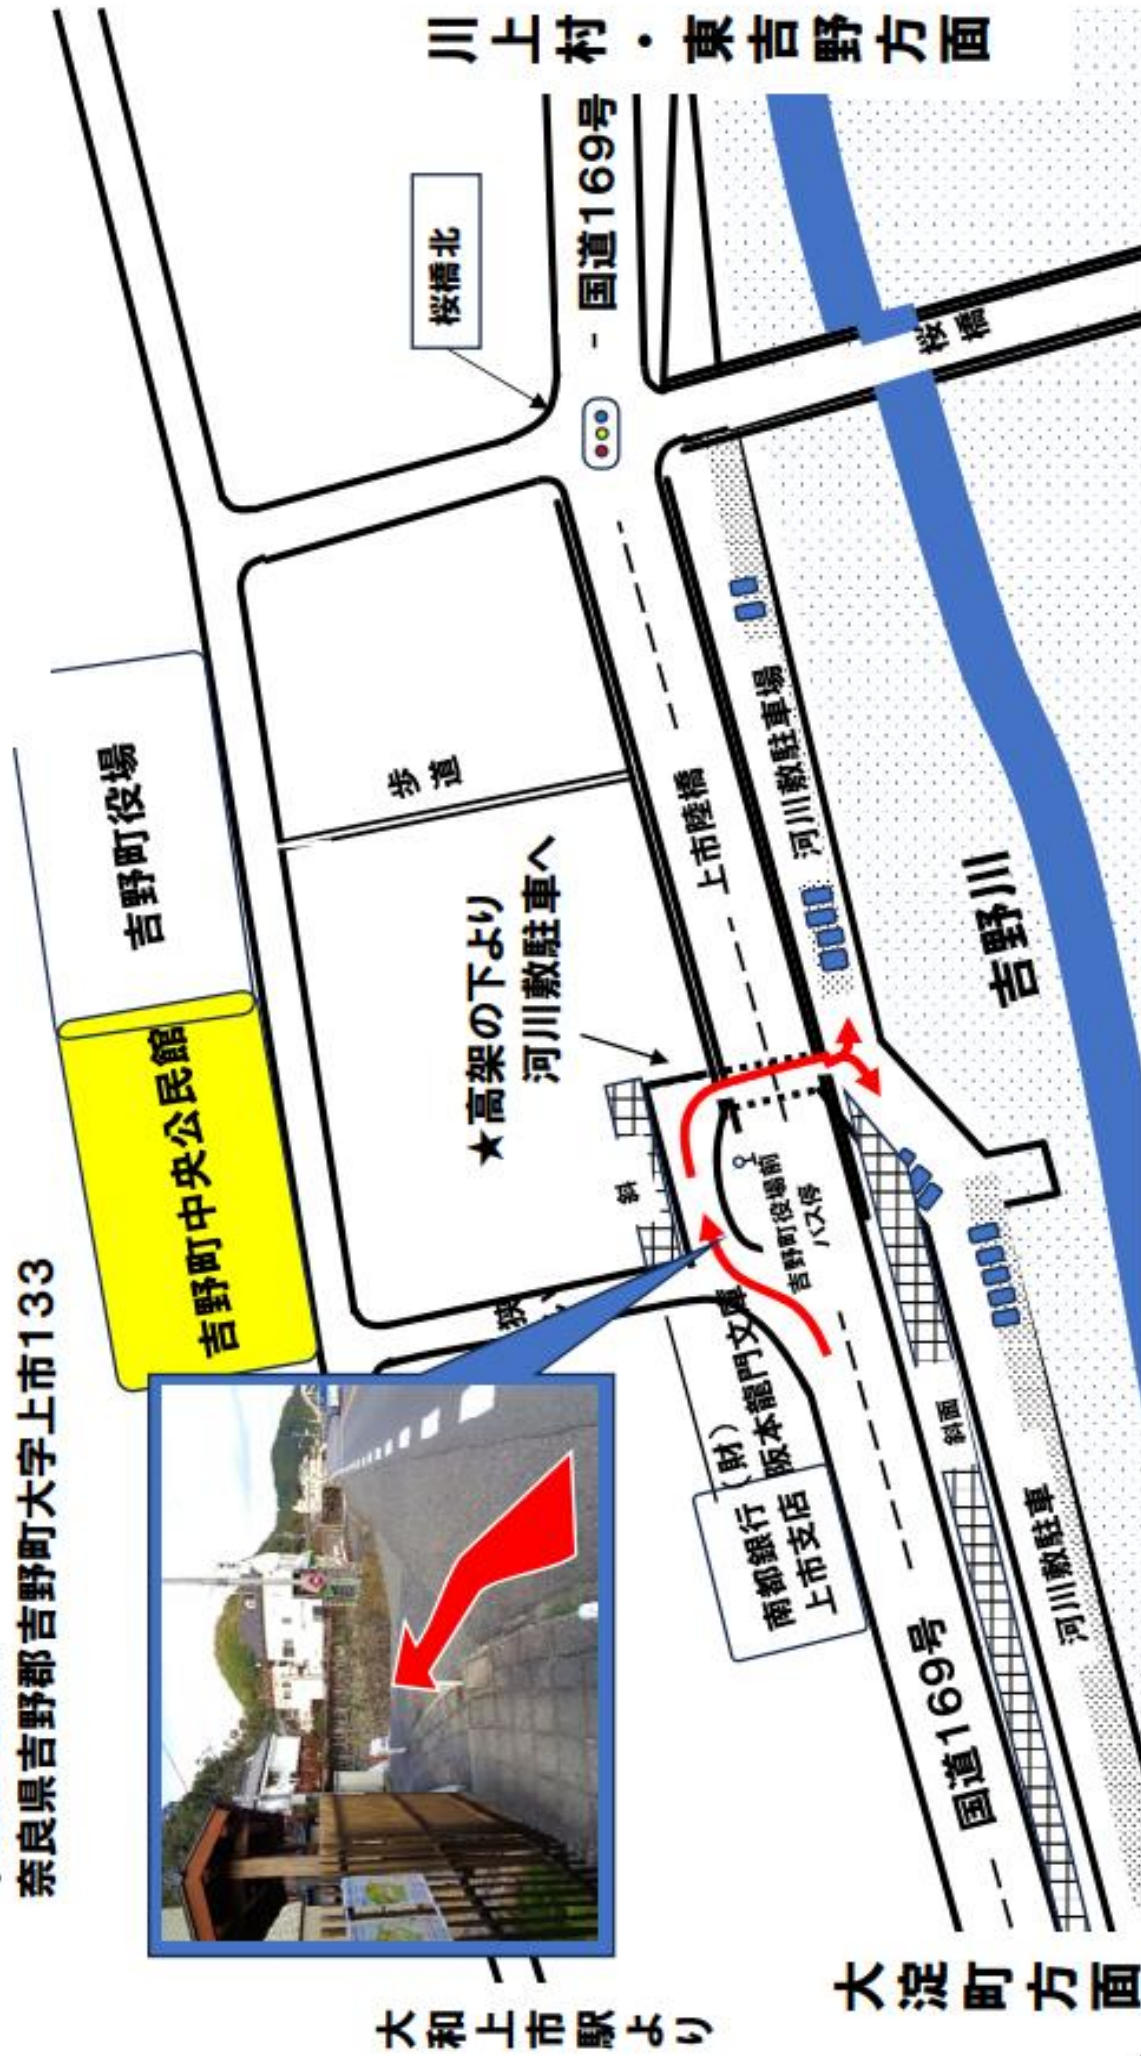 奈良県吉野郡吉野町大字上市133
川上村・東吉野方面
国道169号
桜橋北
桜橋
吉野町役場
吉野町中央公民館
歩道
★高架の下より
河川敷駐車へ
上市陸橋
河川敷駐車場
吉野川
斜
狭
吉野町役場前
バス停
(財)
阪本龍門文庫
南都銀行
上市支店
斜面
河川敷駐車
国道169号
大和上市駅より
大淀町方面